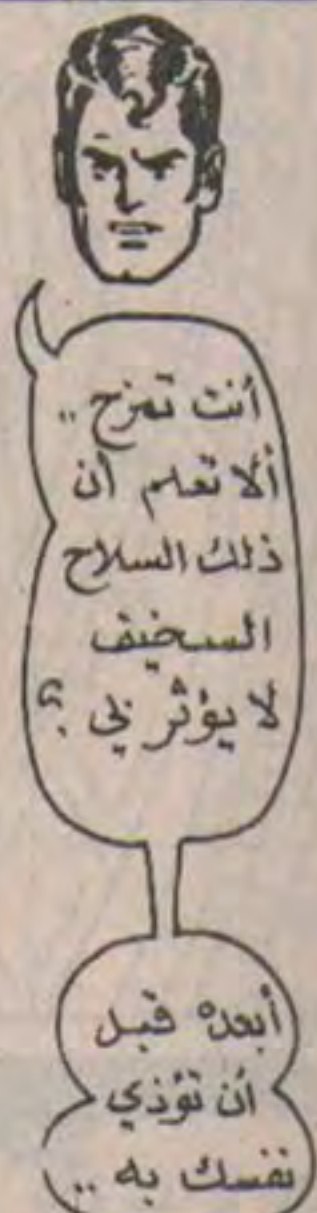 أنت تمزح ..
ألا تعلم أن
ذلك السلاح
السخيف
لا يؤثر بي ؟
أبعده قبل
أن تؤذي
نفسك به ..